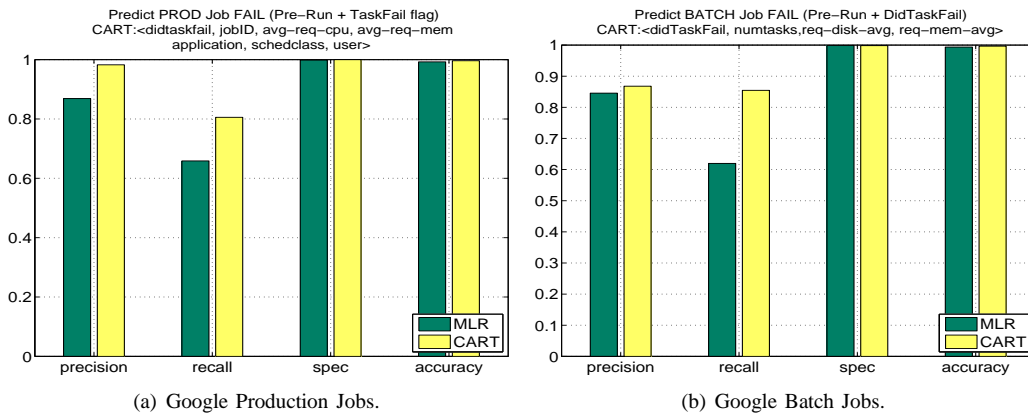 Predict PROD Job FAIL (Pre-Run + TaskFail flag)
CART:<didtaskfail, jobID, avg-req-cpu, avg-req-mem
application, schedclass, user>
1
0.8
0.6
0.4
0.2
0
precision recall spec accuracy
MLR
CART
(a) Google Production Jobs.
Predict BATCH Job FAIL (Pre-Run + DidTaskFail)
CART:<didTaskFail, numtasks,req-disk-avg, req-mem-avg>
1
0.9
0.8
0.7
0.6
0.5
0.4
0.3
0.2
0.1
0
precision recall spec accuracy
MLR
CART
(b) Google Batch Jobs.